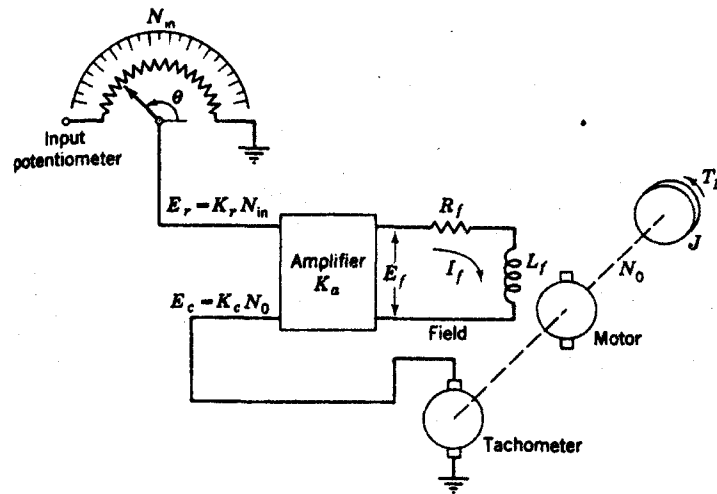 N_in
θ
Input
potentiometer
E_r = K_r N_in
R_f
T_L
J
Amplifier
K_a
E_f
I_f
L_f
N_0
E_c = K_c N_0
Field
Motor
Tachometer